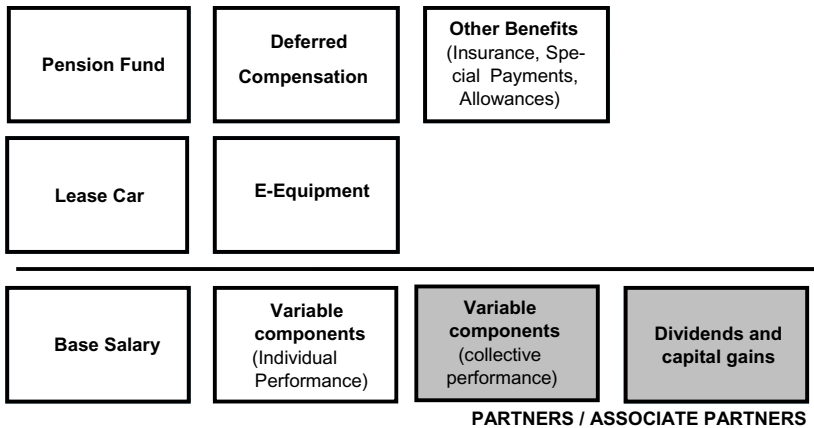 Pension Fund
Deferred
Compensation
Other Benefits
(Insurance, Spe-
cial Payments,
Allowances)
Lease Car
E-Equipment
Base Salary
Variable
components
(Individual
Performance)
Variable
components
(collective
performance)
Dividends and
capital gains
PARTNERS / ASSOCIATE PARTNERS